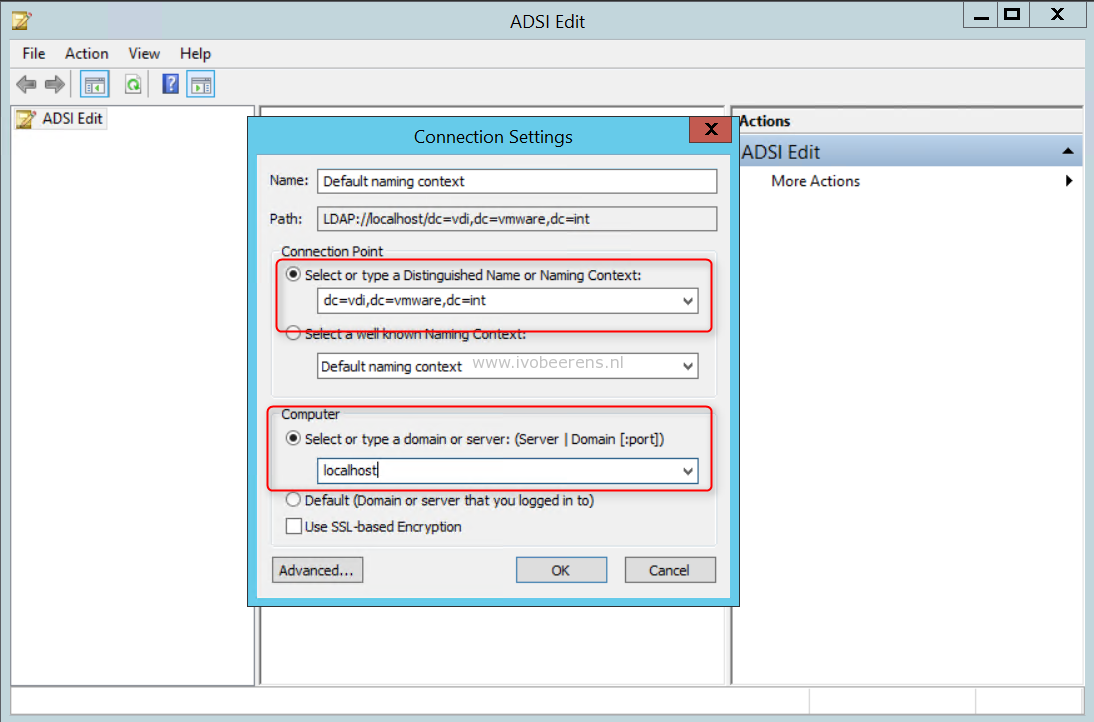 ADSI Edit
File Action View Help
ADSI Edit
Actions
ADSI Edit
More Actions
Connection Settings
Name: Default naming context
Path: LDAP://localhost/dc=vdi,dc=vmware,dc=int
Connection Point
Select or type a Distinguished Name or Naming Context:
dc=vdi,dc=vmware,dc=int
Select a well known Naming Context:
Default naming context
www.ivobeerens.nl
Computer
Select or type a domain or server: (Server | Domain [:port])
localhost
Default (Domain or server that you logged in to)
Use SSL-based Encryption
Advanced... OK Cancel